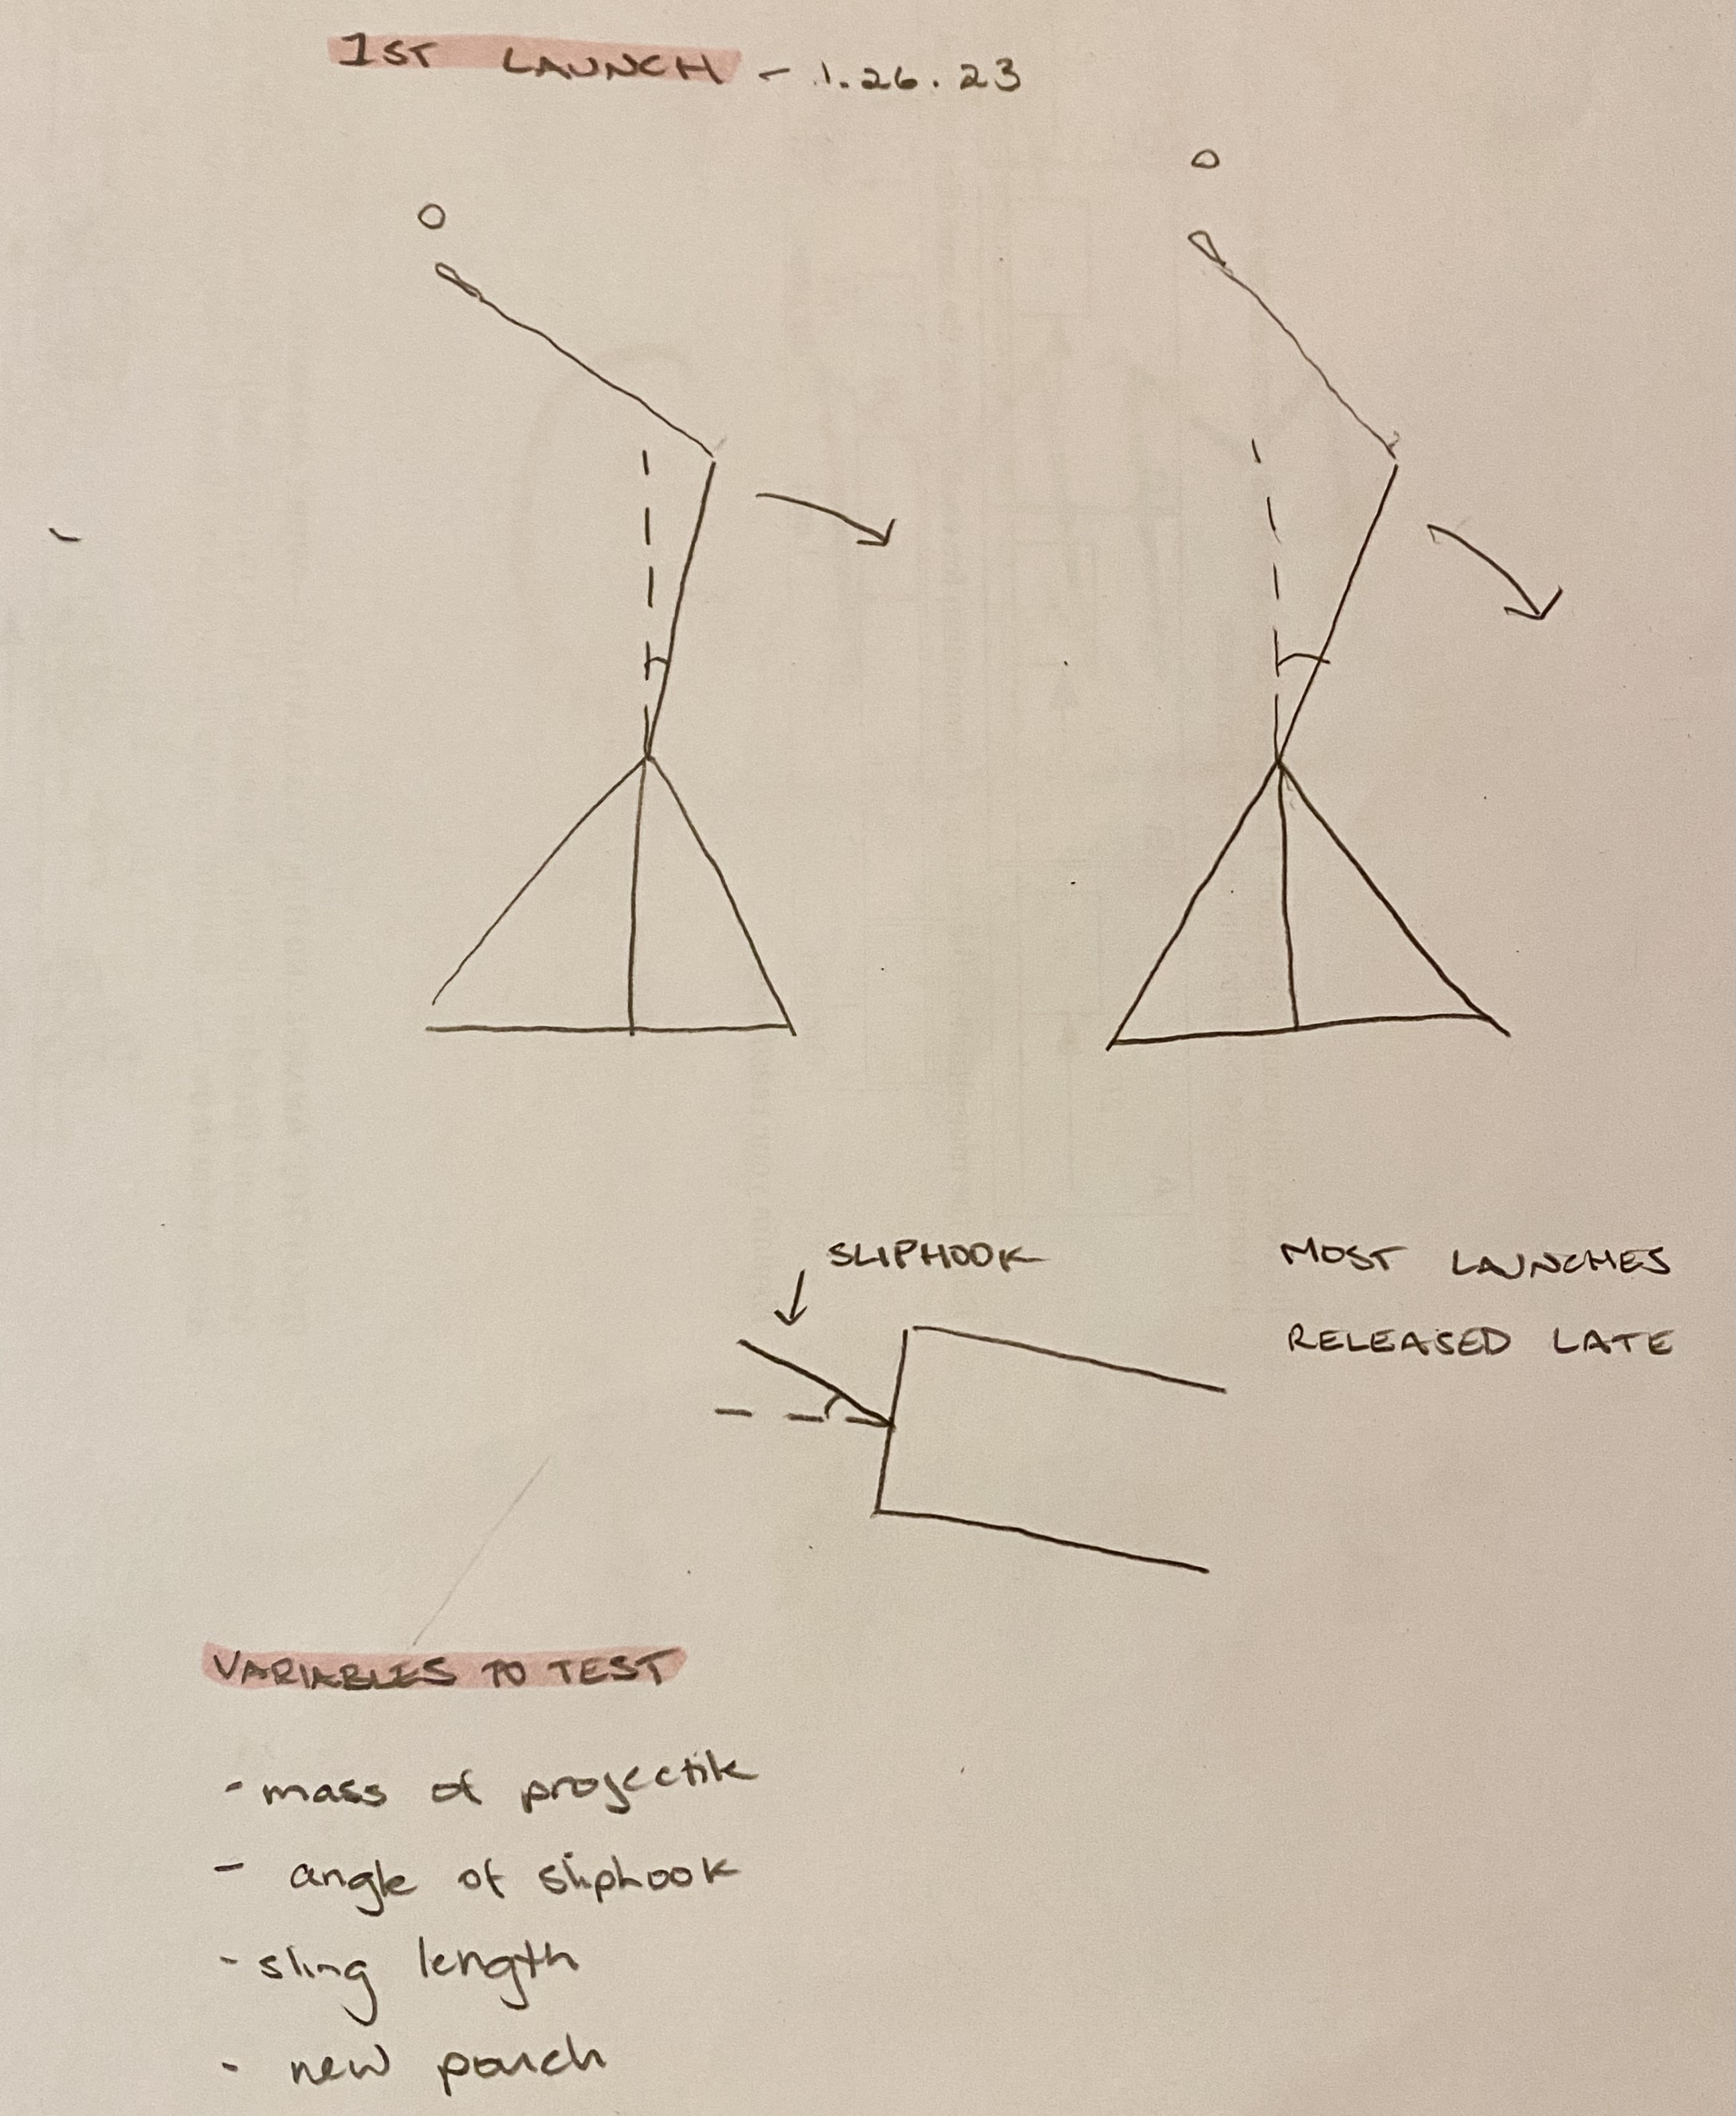 1ST LAUNCH - 1.26.23
SLIPHOOK
MOST LAUNCHES
RELEASED LATE
VARIABLES TO TEST
- mass of projectile
- angle of sliphook
- sling length
- new pouch